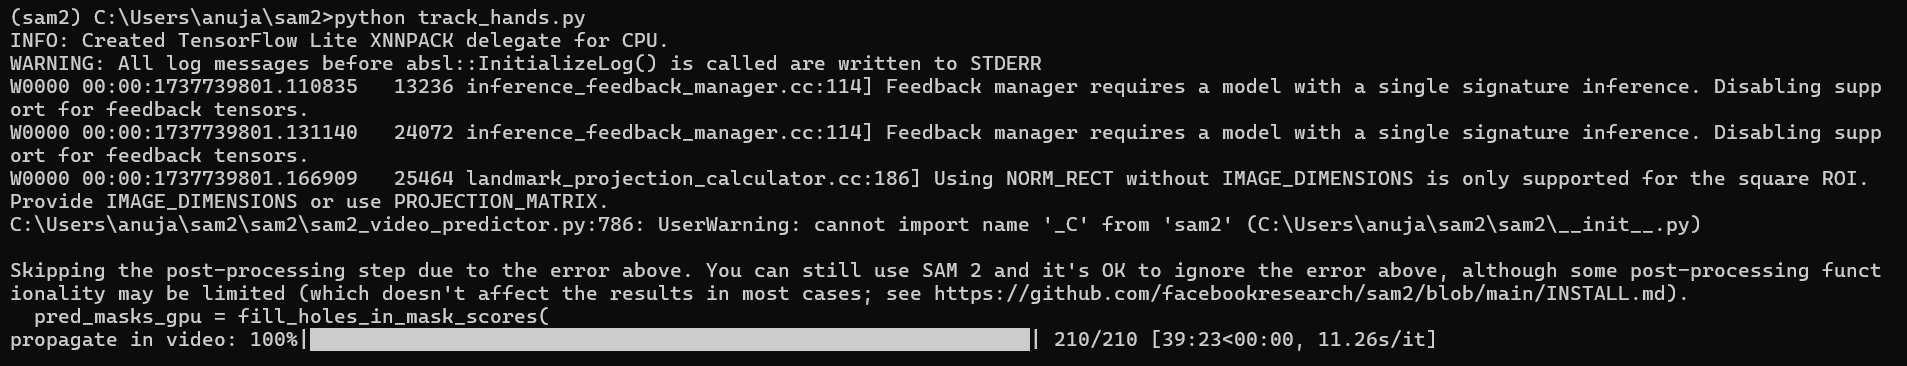 (sam2) C:\Users\anuja\sam2>python track_hands.py
INFO: Created TensorFlow Lite XNNPACK delegate for CPU.
WARNING: All log messages before absl::InitializeLog() is called are written to STDERR
W0000 00:00:1737739801.110835   13236 inference_feedback_manager.cc:114] Feedback manager requires a model with a single signature inference. Disabling supp
ort for feedback tensors.
W0000 00:00:1737739801.131140   24072 inference_feedback_manager.cc:114] Feedback manager requires a model with a single signature inference. Disabling supp
ort for feedback tensors.
W0000 00:00:1737739801.166909   25464 landmark_projection_calculator.cc:186] Using NORM_RECT without IMAGE_DIMENSIONS is only supported for the square ROI.
Provide IMAGE_DIMENSIONS or use PROJECTION_MATRIX.
C:\Users\anuja\sam2\sam2\sam2_video_predictor.py:786: UserWarning: cannot import name '_C' from 'sam2' (C:\Users\anuja\sam2\sam2\__init__.py)
Skipping the post-processing step due to the error above. You can still use SAM 2 and it's OK to ignore the error above, although some post-processing funct
ionality may be limited (which doesn't affect the results in most cases; see https://github.com/facebookresearch/sam2/blob/main/INSTALL.md).
  pred_masks_gpu = fill_holes_in_mask_scores(
propagate in video: 100%|| 210/210 [39:23<00:00, 11.26s/it]